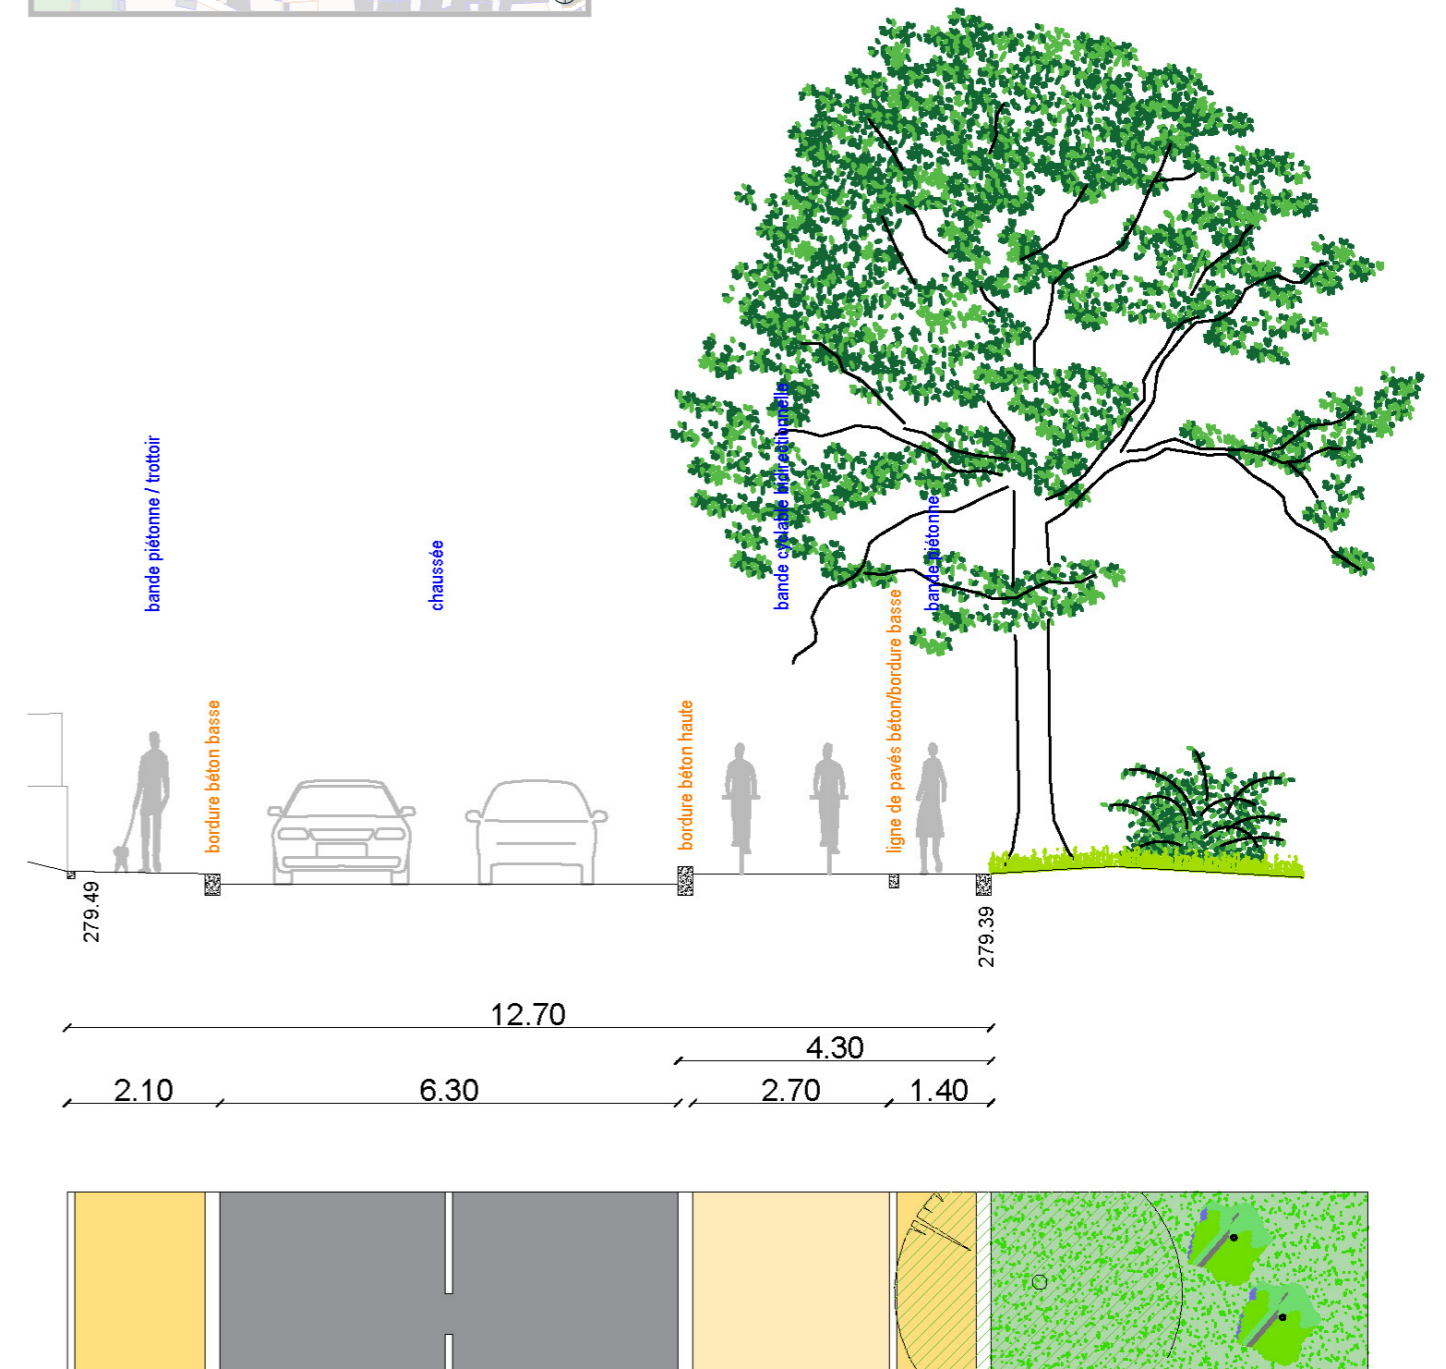 bande piétonne / trottoir
chaussée
bande cyclable bidirectionnelle
bande piétonne
bordure béton basse
bordure béton haute
ligne de pavés béton/bordure basse
279.49
279.39
12.70
4.30
2.10
6.30
2.70
1.40